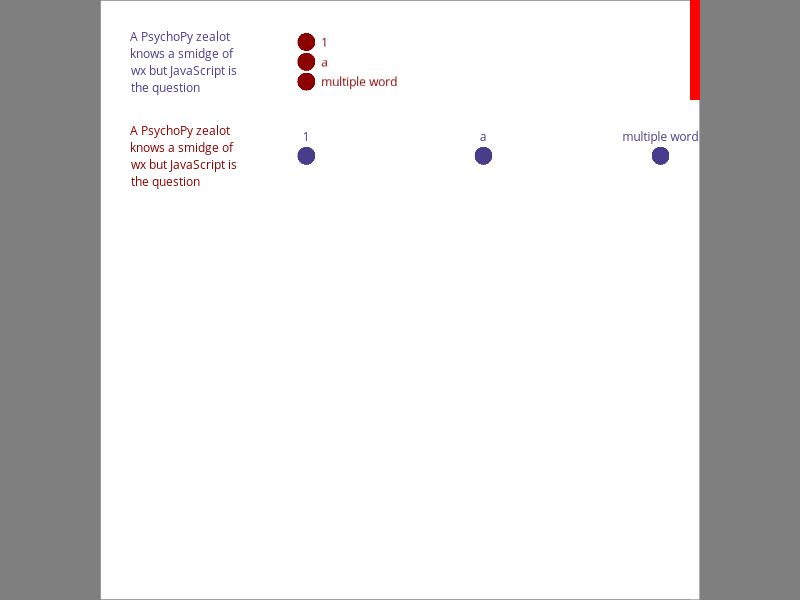 A PsychoPy zealot
knows a smidge of
wx but JavaScript is
the question
1
a
multiple word
A PsychoPy zealot
knows a smidge of
wx but JavaScript is
the question
1 a multiple word